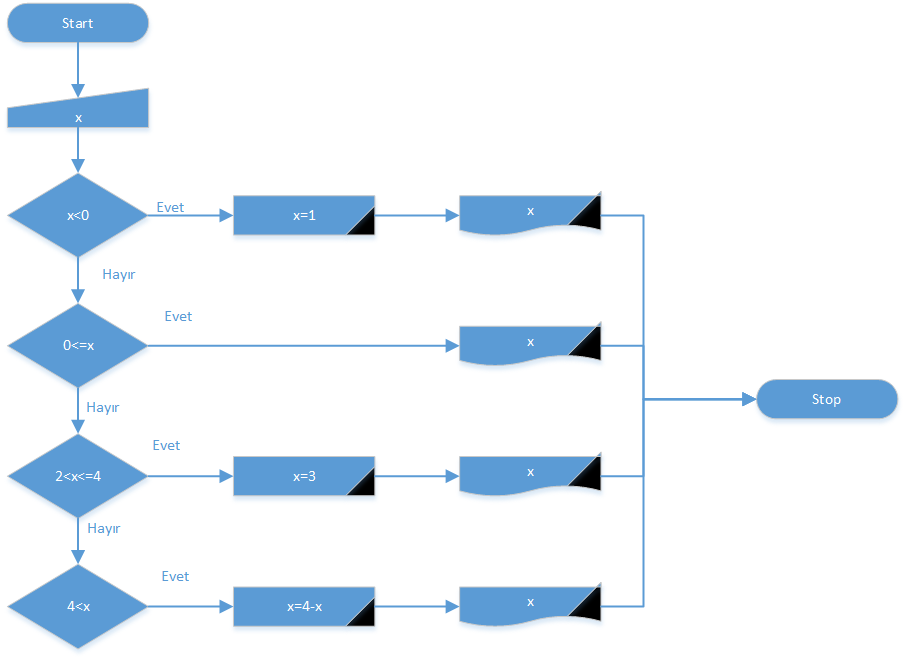 Start
x
x<0
Evet
x=1
x
Hayır
Evet
0<=x
x
Hayır
Stop
Evet
2<x<=4
x=3
x
Hayır
Evet
4<x
x=4-x
x